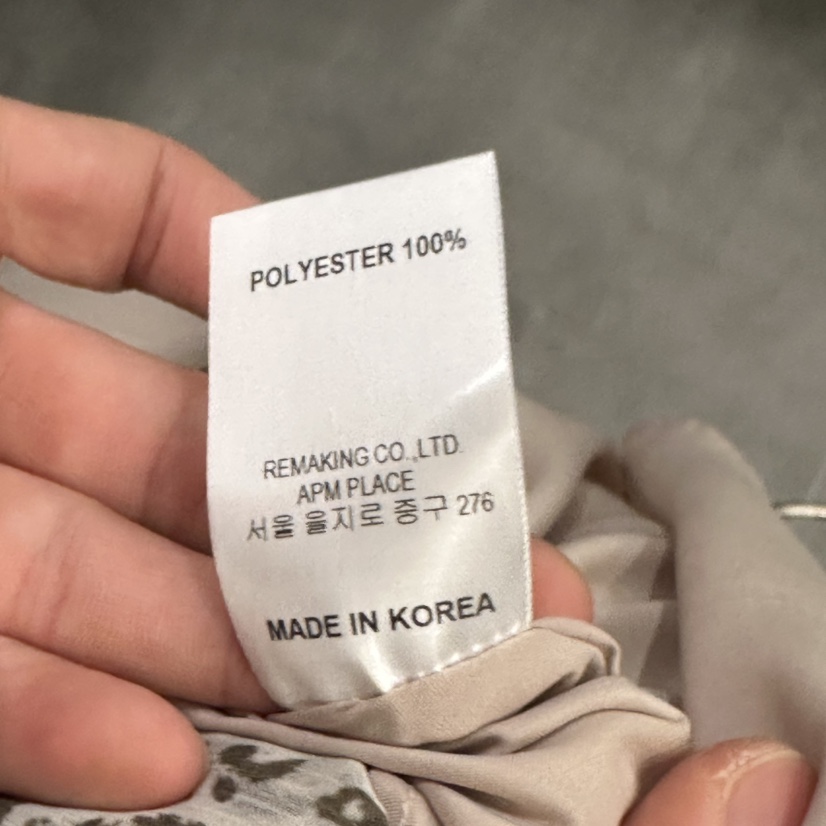 POLYESTER 100%
REMAKING CO.,LTD.
APM PLACE
서울 을지로 중구 276
MADE IN KOREA